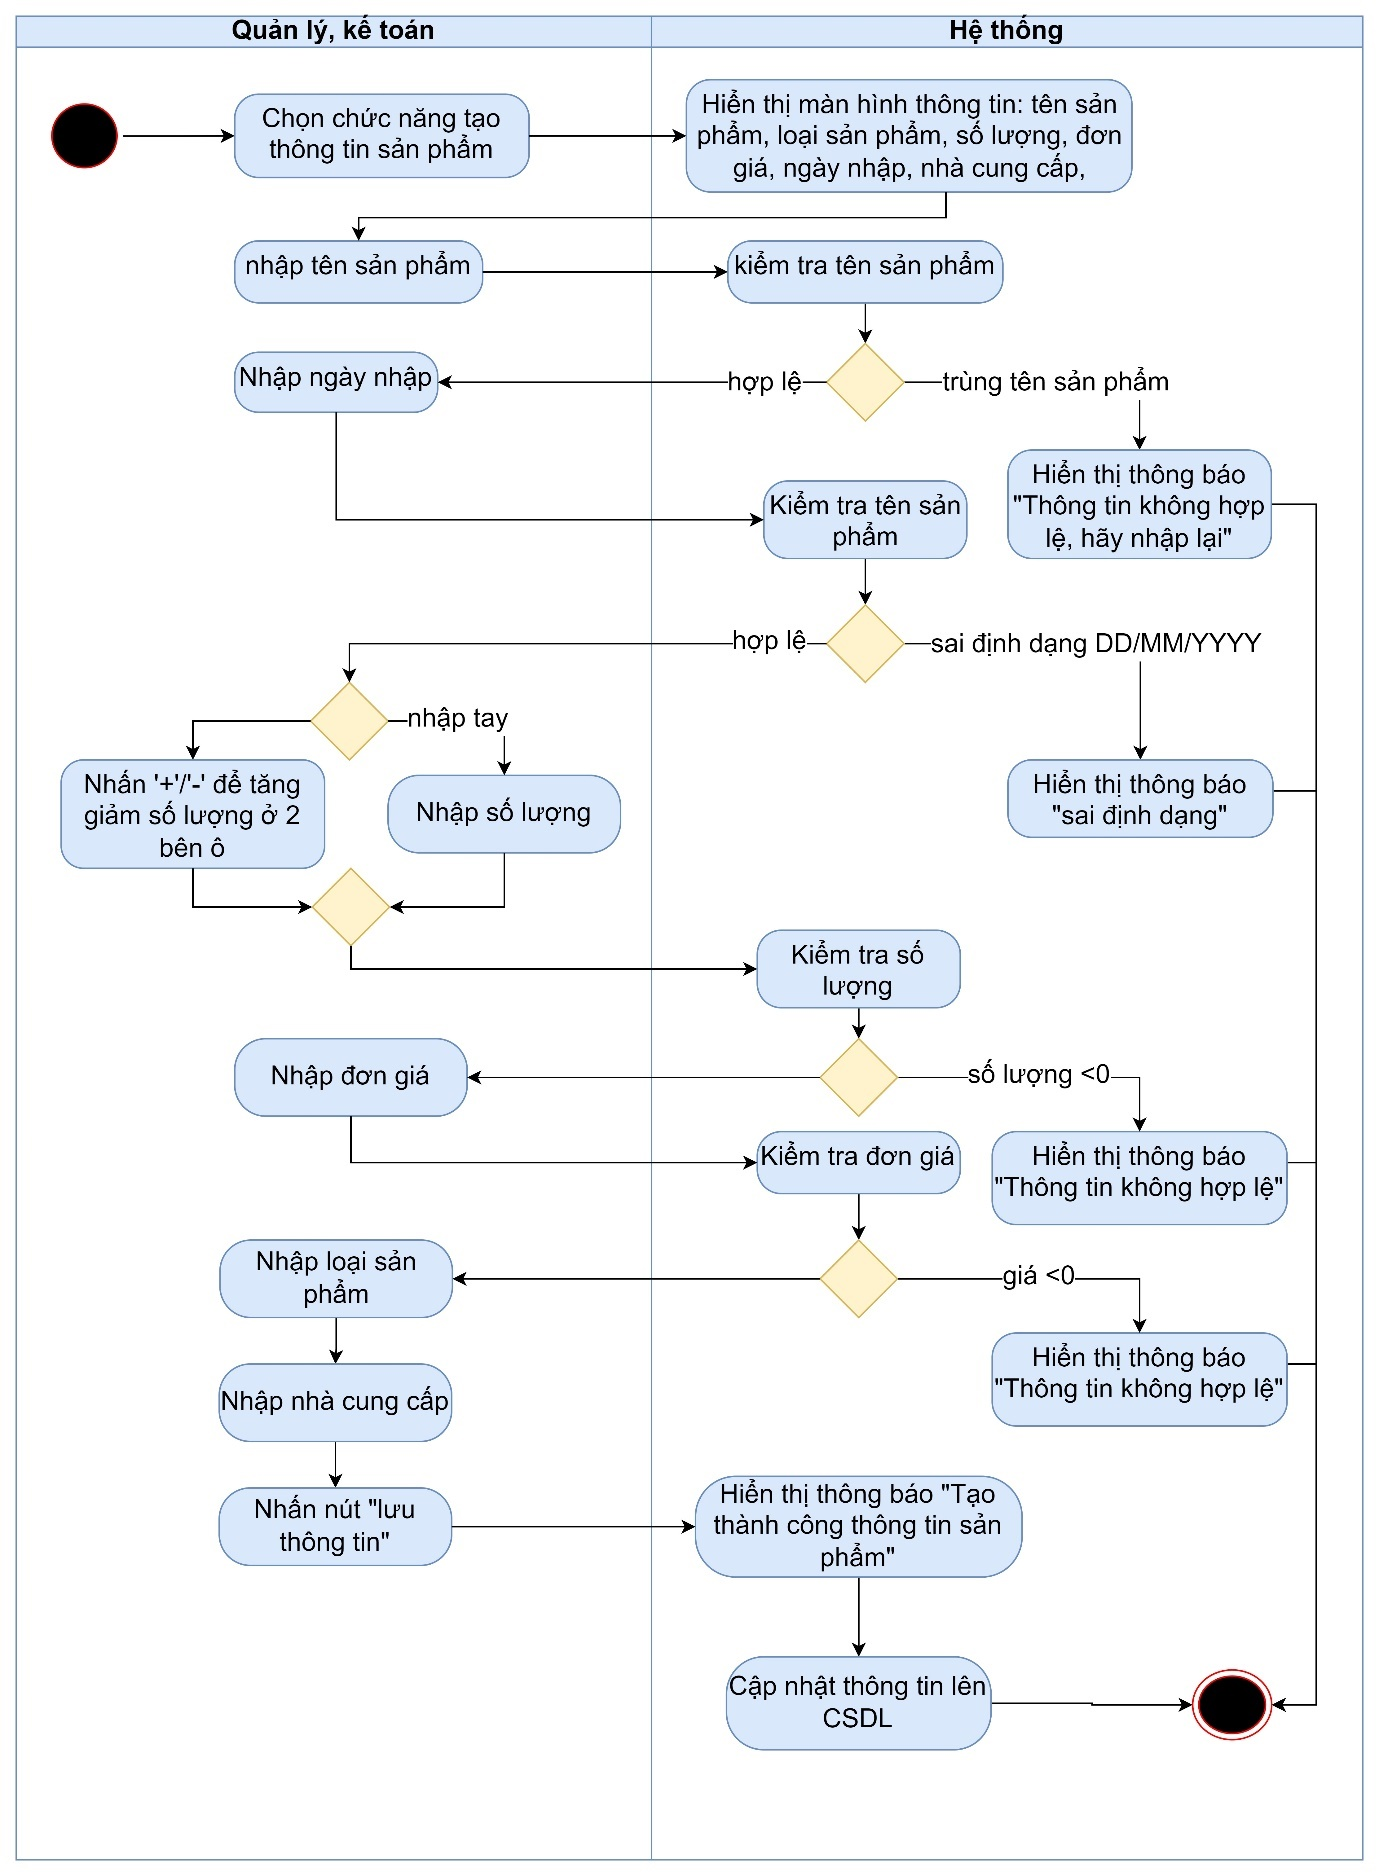 Quản lý, kế toán
Hệ thống
Chọn chức năng tạo
thông tin sản phẩm
Hiển thị màn hình thông tin: tên sản
phẩm, loại sản phẩm, số lượng, đơn
giá, ngày nhập, nhà cung cấp,
nhập tên sản phẩm
kiểm tra tên sản phẩm
Nhập ngày nhập
hợp lệ
trùng tên sản phẩm
Hiển thị thông báo
"Thông tin không hợp
lệ, hãy nhập lại"
Kiểm tra tên sản
phẩm
hợp lệ
sai định dạng DD/MM/YYYY
nhập tay
Nhấn '+'/'-' để tăng
giảm số lượng ở 2
bên ô
Nhập số lượng
Hiển thị thông báo
"sai định dạng"
Kiểm tra số
lượng
Nhập đơn giá
số lượng <0
Kiểm tra đơn giá
Hiển thị thông báo
"Thông tin không hợp lệ"
Nhập loại sản
phẩm
giá <0
Hiển thị thông báo
"Thông tin không hợp lệ"
Nhập nhà cung cấp
Nhấn nút "lưu
thông tin"
Hiển thị thông báo "Tạo
thành công thông tin sản
phẩm"
Cập nhật thông tin lên
CSDL